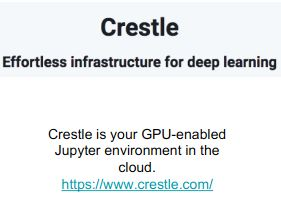 Crestle
Effortless infrastructure for deep learning
Crestle is your GPU-enabled
Jupyter environment in the
cloud.
https://www.crestle.com/